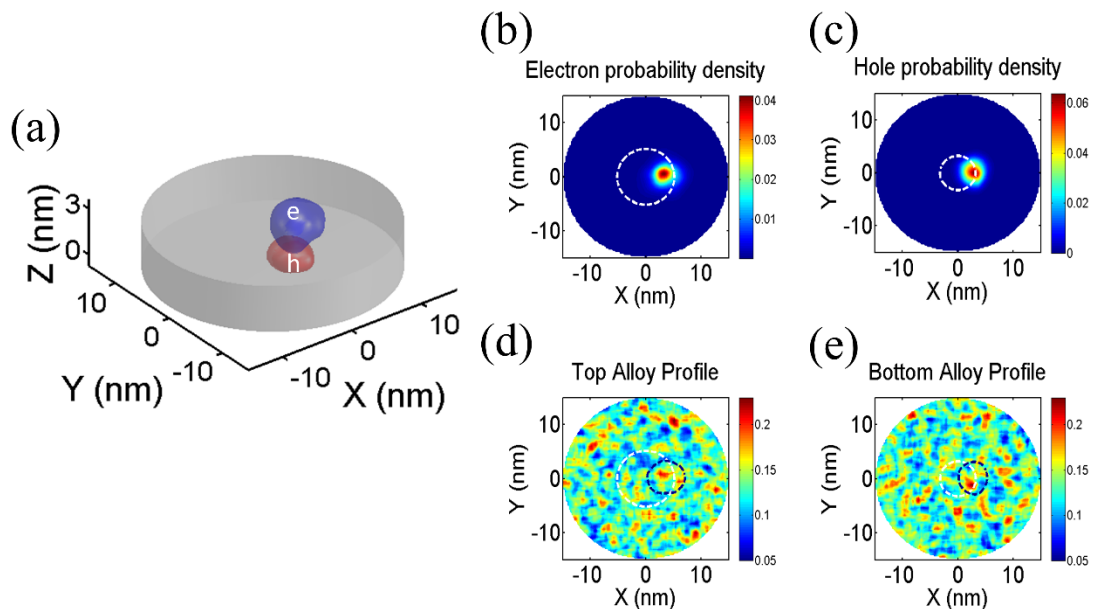 (a)
Z (nm)
3
0
e
h
10
0
-10
Y (nm)
-10
0
10
X (nm)
(b)
Electron probability density
Y (nm)
10
0
-10
-10 0 10
X (nm)
0.04
0.03
0.02
0.01
(c)
Hole probability density
Y (nm)
10
0
-10
-10 0 10
X (nm)
0.06
0.04
0.02
0
(d)
Top Alloy Profile
Y (nm)
10
0
-10
-10 0 10
X (nm)
0.2
0.15
0.1
0.05
(e)
Bottom Alloy Profile
Y (nm)
10
0
-10
-10 0 10
X (nm)
0.2
0.15
0.1
0.05